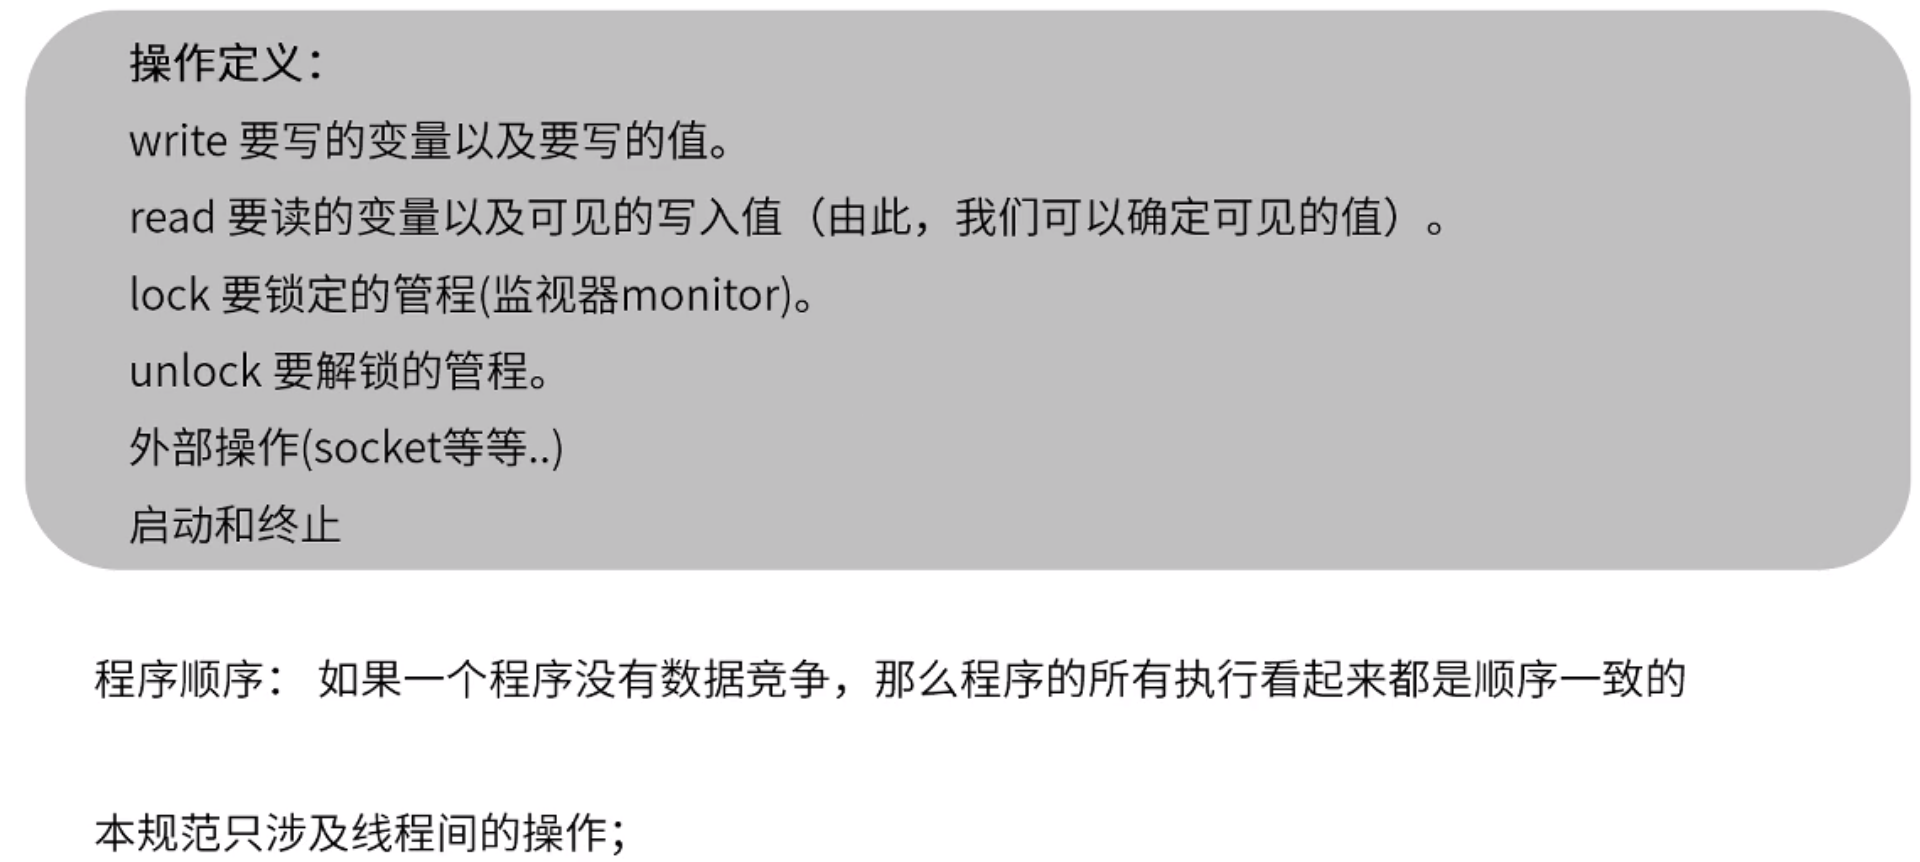 操作定义：
write 要写的变量以及要写的值。
read 要读的变量以及可见的写入值（由此，我们可以确定可见的值）。
lock 要锁定的管程(监视器monitor)。
unlock 要解锁的管程。
外部操作(socket等等..)
启动和终止
程序顺序： 如果一个程序没有数据竞争，那么程序的所有执行看起来都是顺序一致的
本规范只涉及线程间的操作；